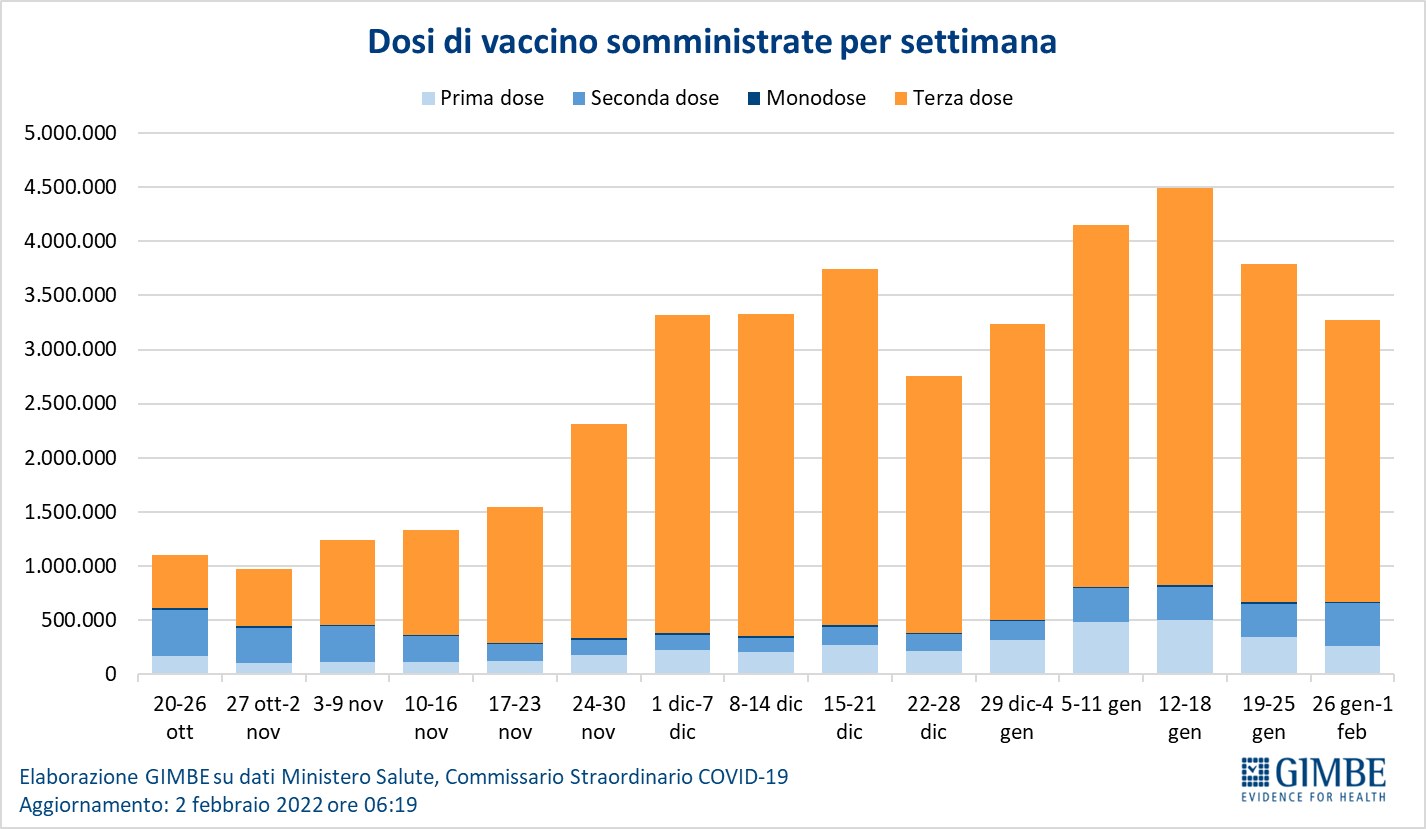 Dosi di vaccino somministrate per settimana
Prima dose Seconda dose Monodose Terza dose
5.000.000
4.500.000
4.000.000
3.500.000
3.000.000
2.500.000
2.000.000
1.500.000
1.000.000
500.000
0
20-26 ott
27 ott-2 nov
3-9 nov
10-16 nov
17-23 nov
24-30 nov
1 dic-7 dic
8-14 dic
15-21 dic
22-28 dic
29 dic-4 gen
5-11 gen
12-18 gen
19-25 gen
26 gen-1 feb
Elaborazione GIMBE su dati Ministero Salute, Commissario Straordinario COVID-19
Aggiornamento: 2 febbraio 2022 ore 06:19
GIMBE
EVIDENCE FOR HEALTH